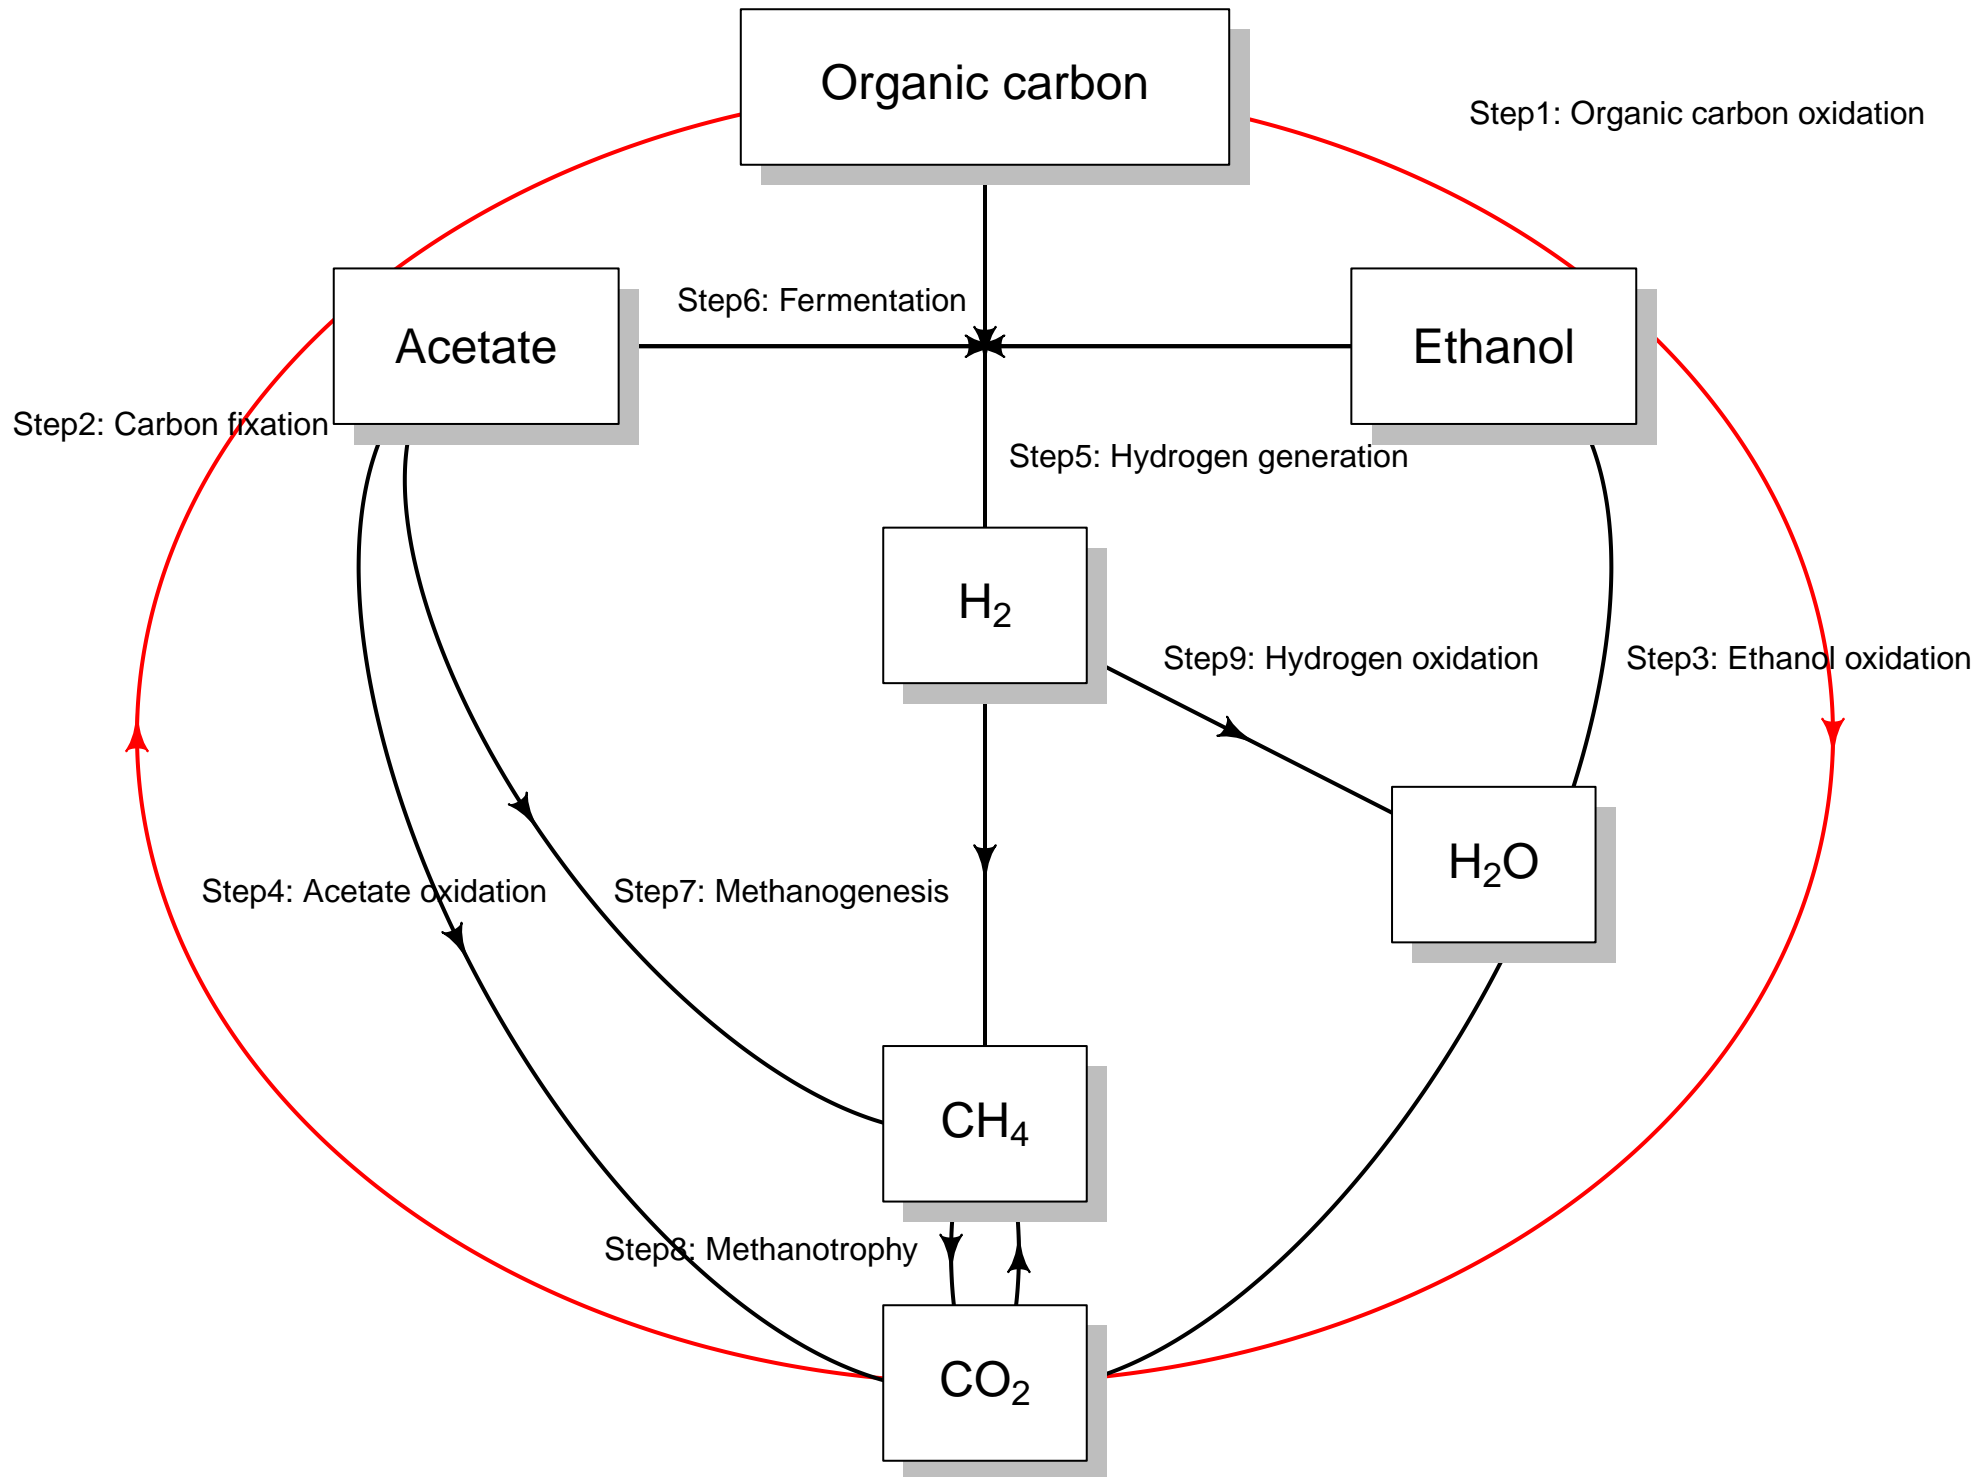 Organic carbon
Step1: Organic carbon oxidation
Step6: Fermentation
Acetate
Ethanol
Step2: Carbon fixation
Step5: Hydrogen generation
H₂
Step9: Hydrogen oxidation
Step3: Ethanol oxidation
H₂O
Step4: Acetate oxidation
Step7: Methanogenesis
CH₄
Step8: Methanotrophy
CO₂